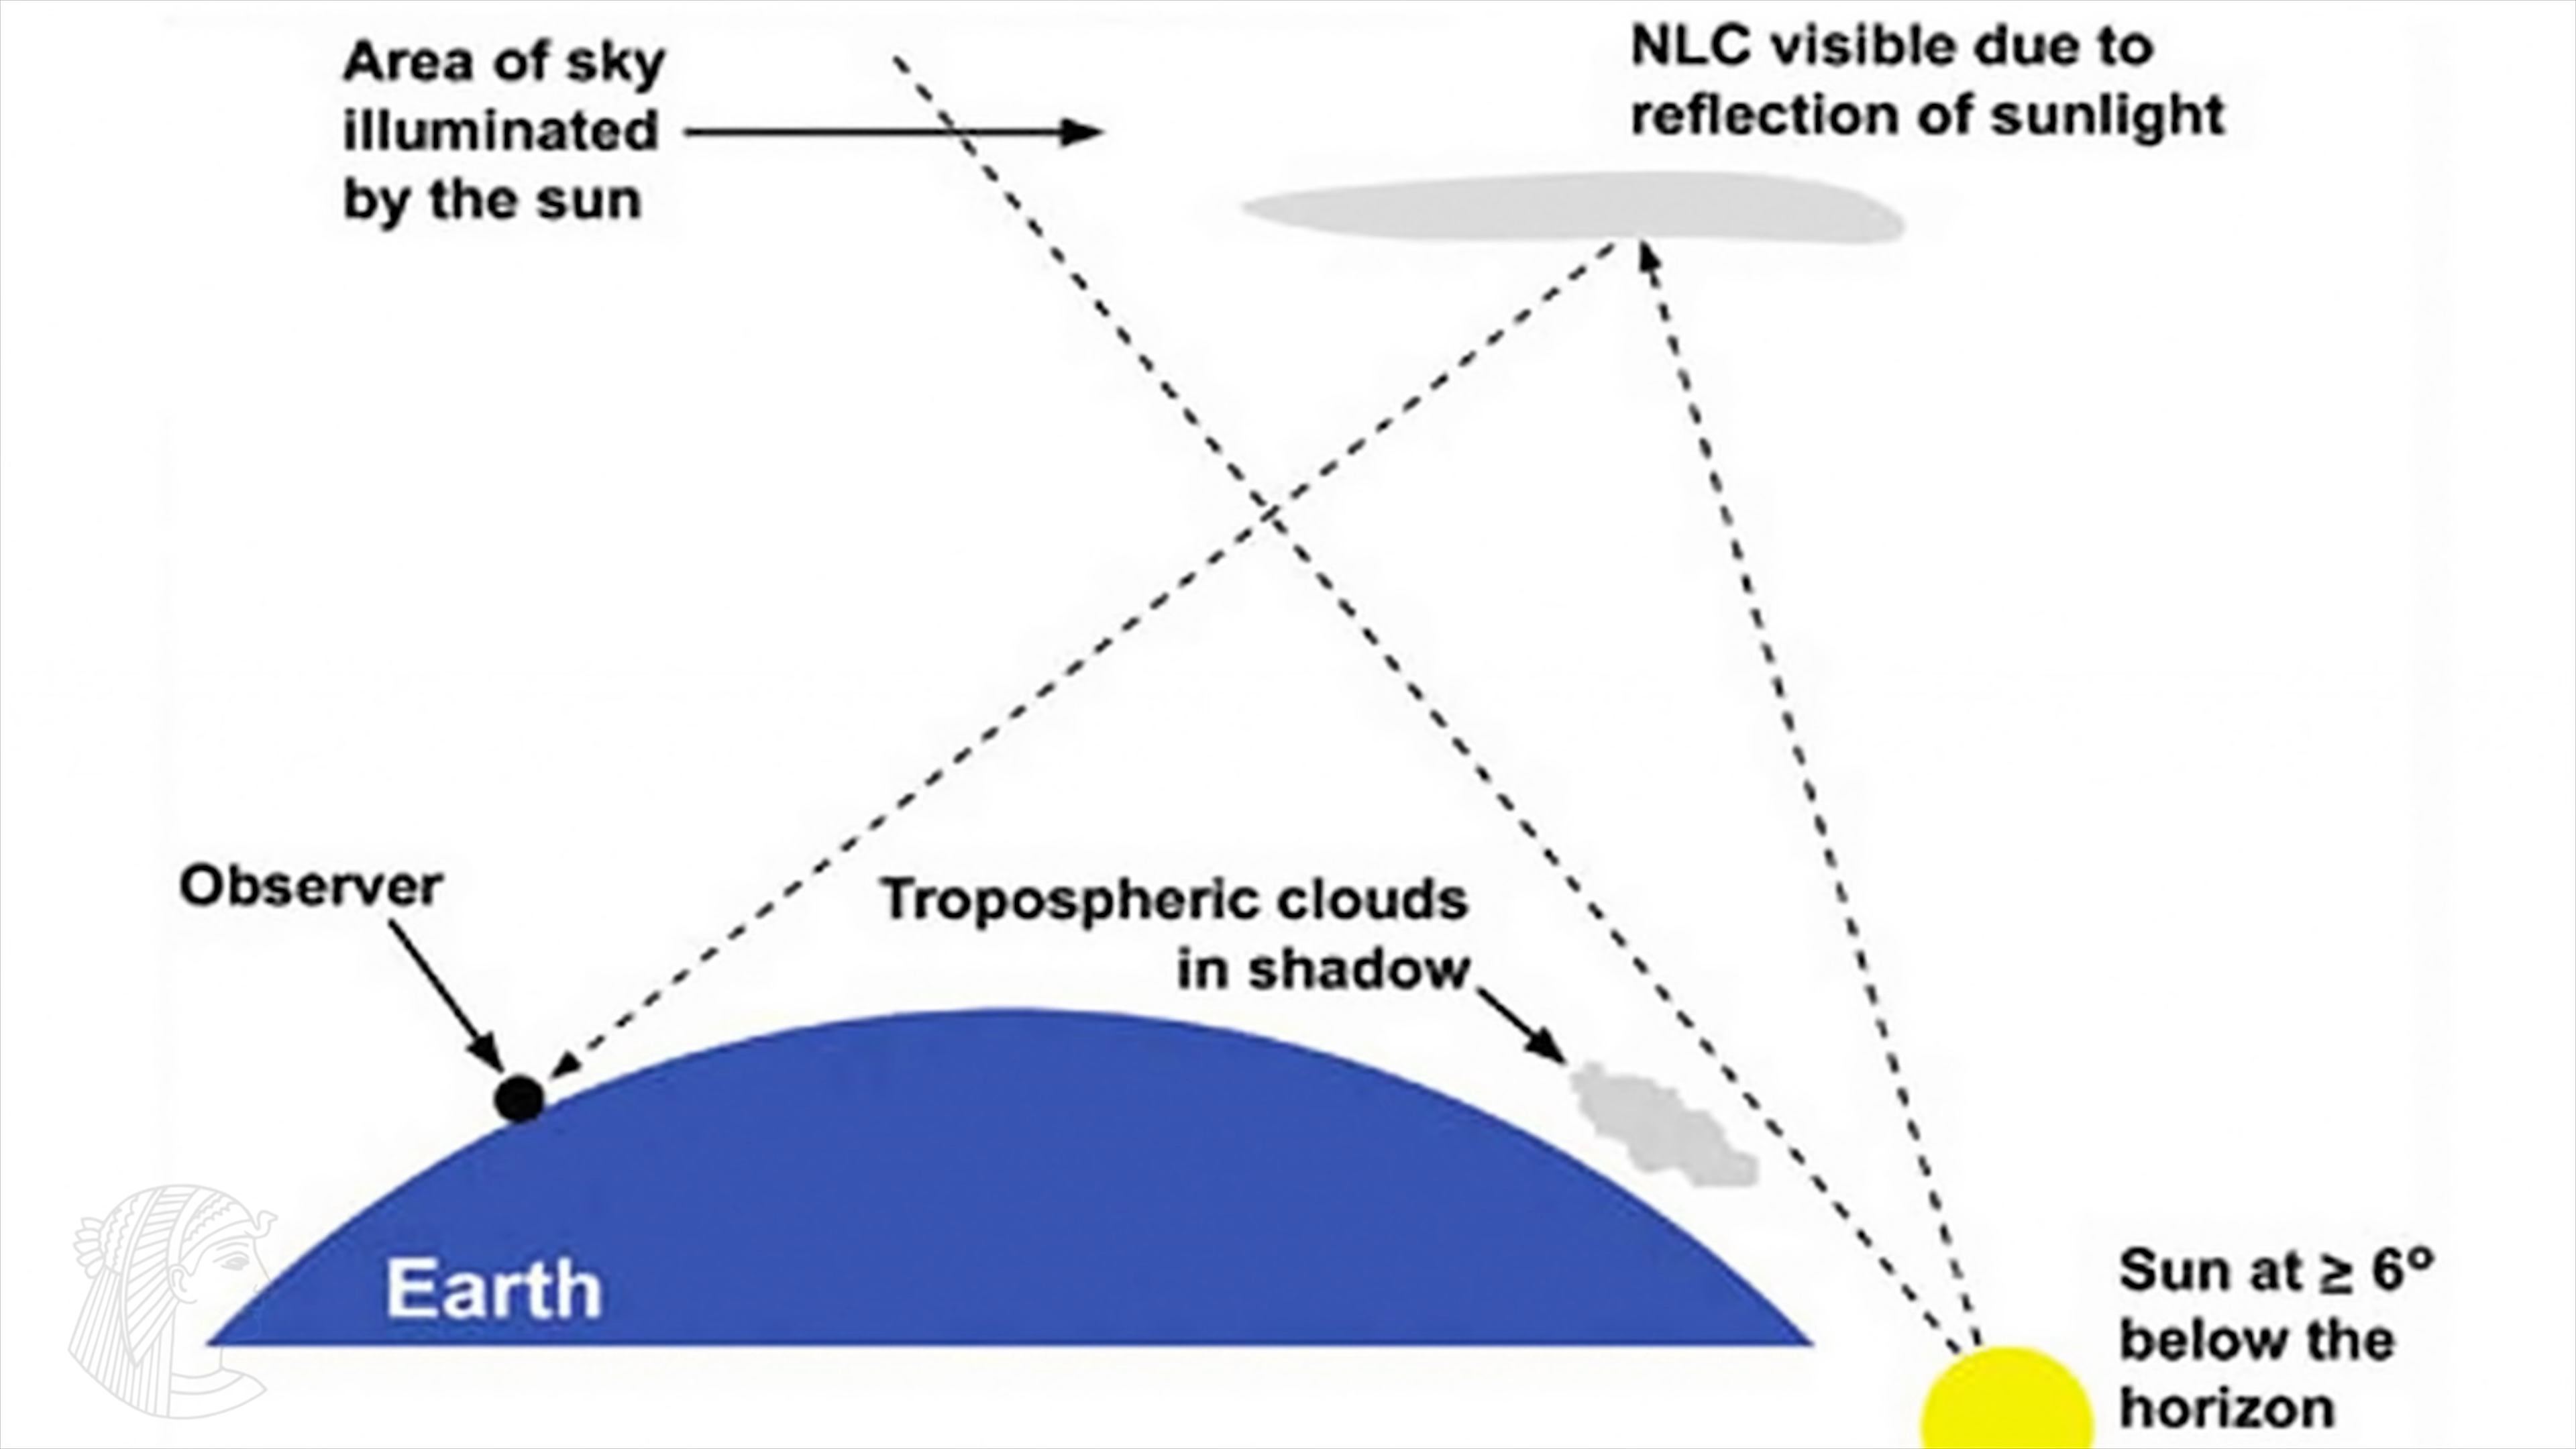 Area of sky
illuminated
by the sun
NLC visible due to
reflection of sunlight
Observer
Tropospheric clouds
in shadow
Earth
Sun at ≥ 6º
below the
horizon